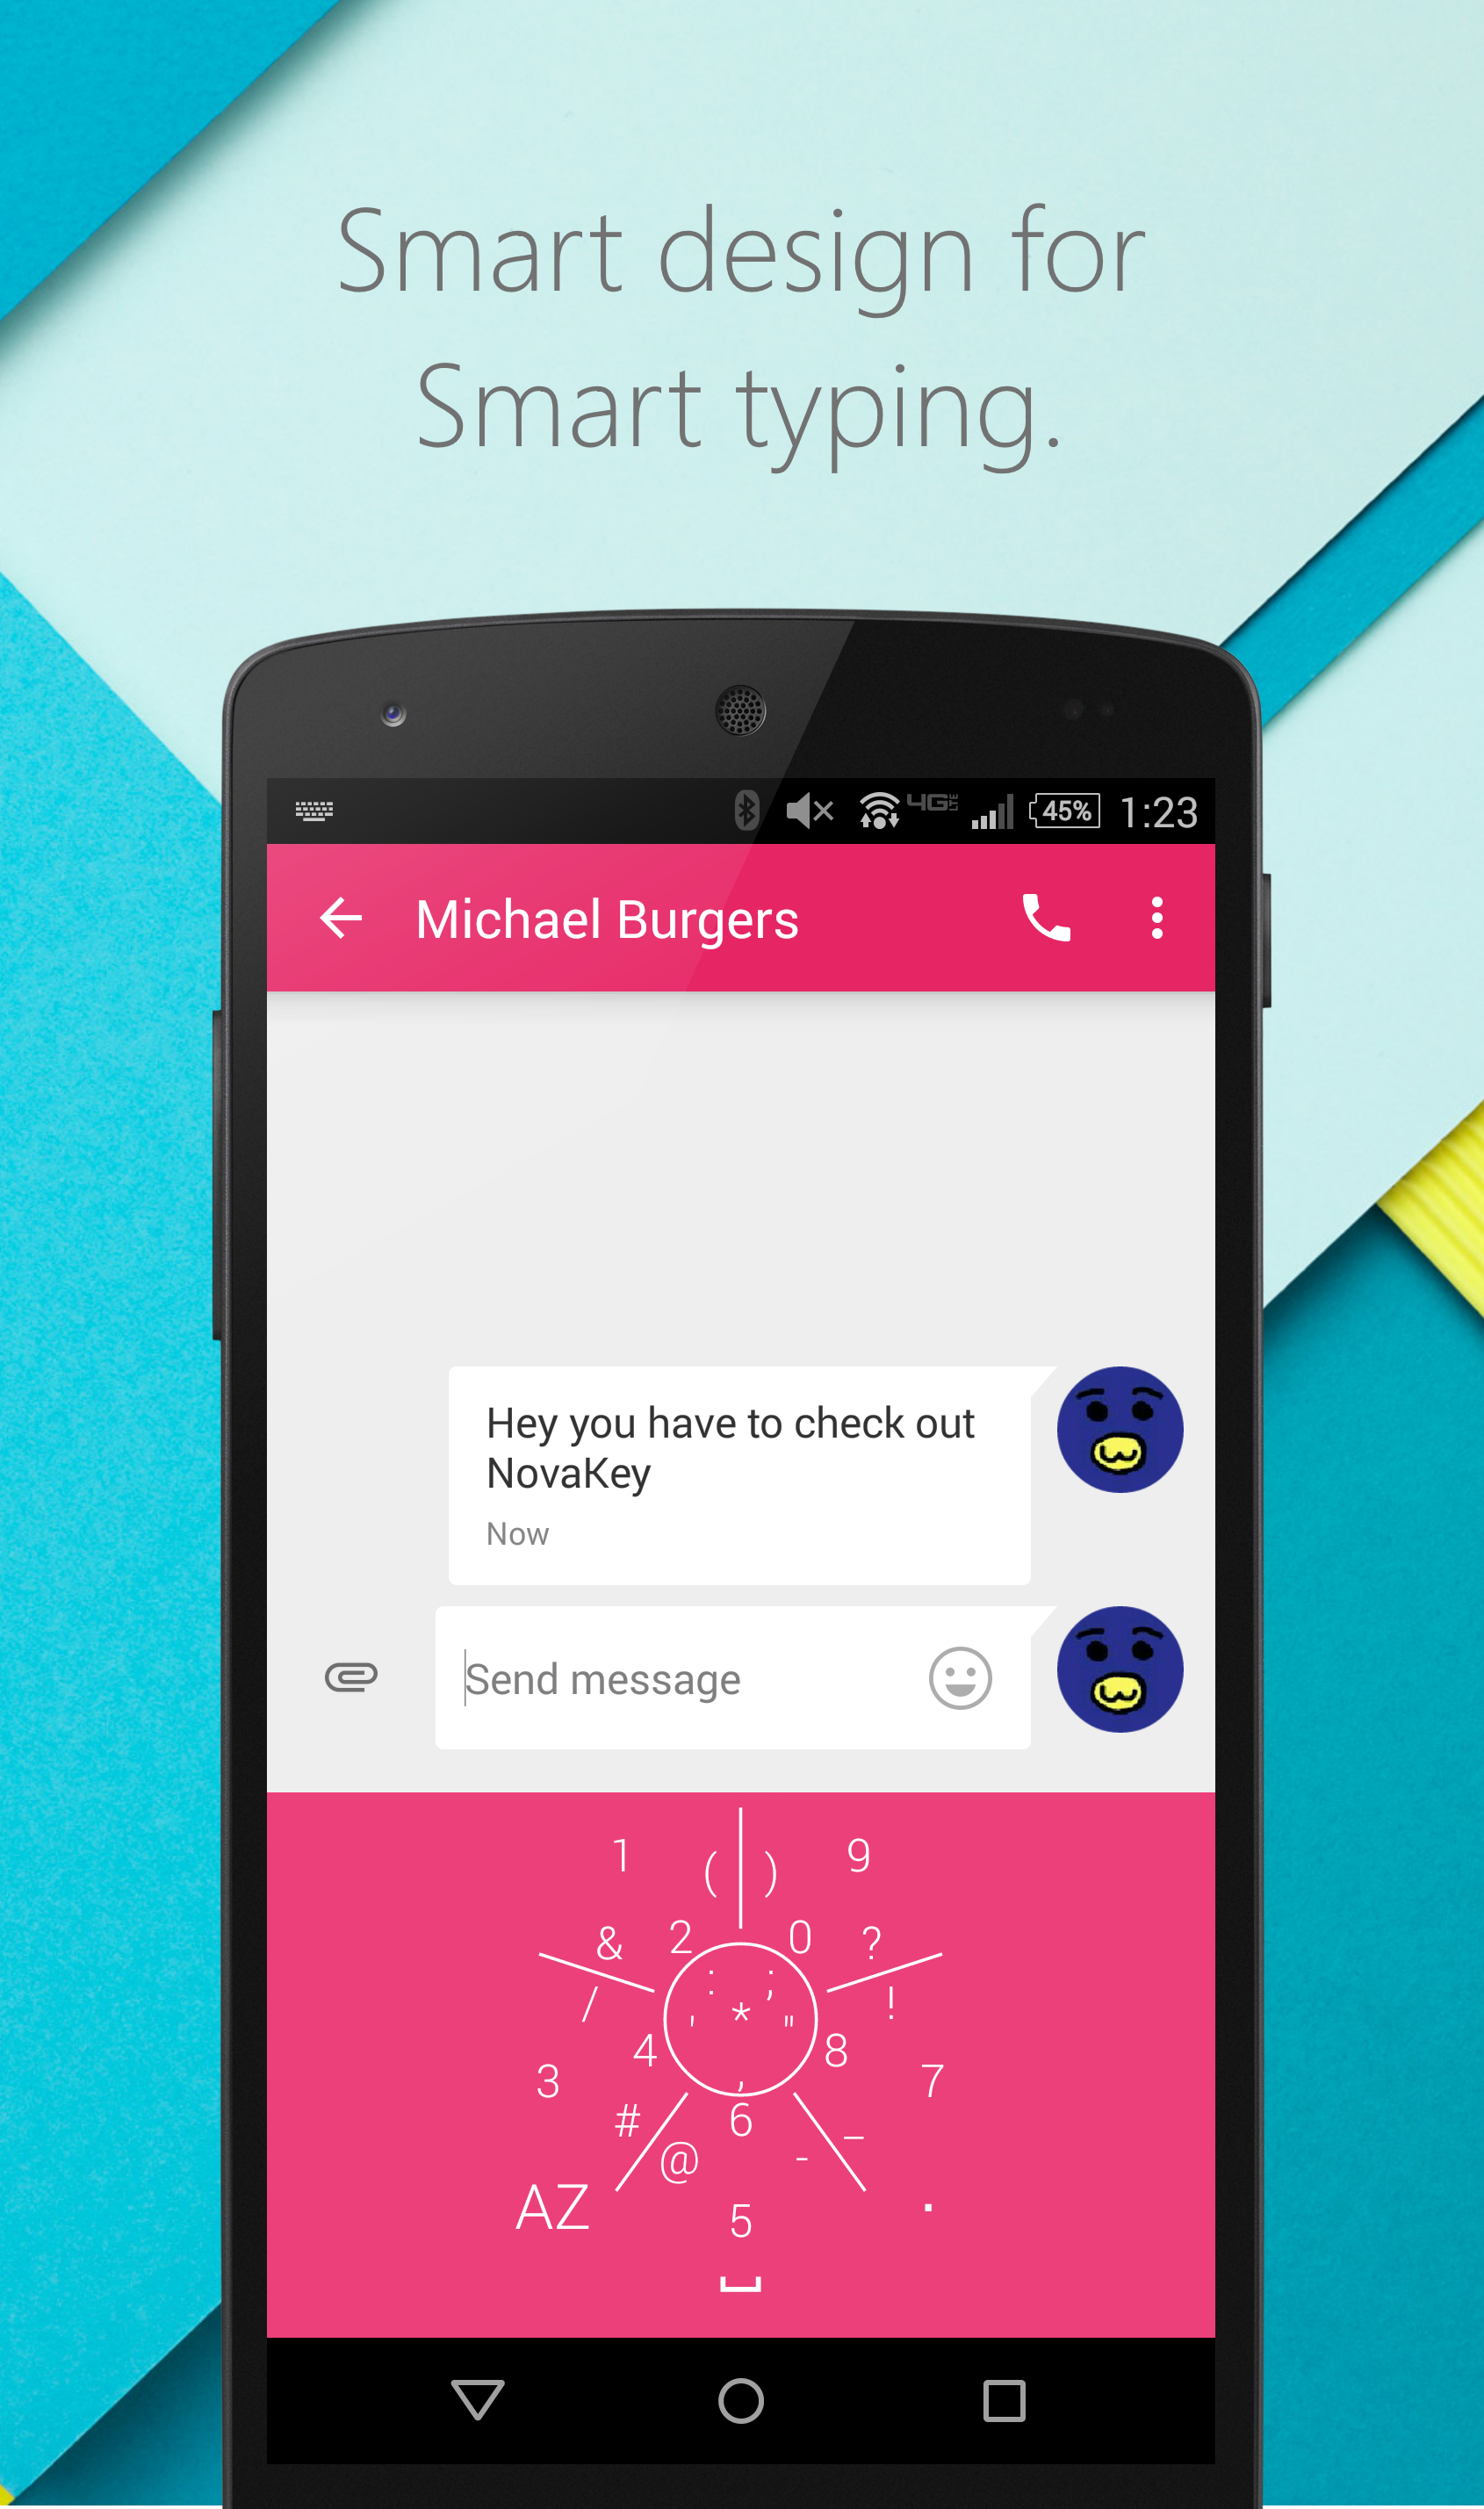 Smart design for
Smart typing.
4G LTE 45% 1:23
Michael Burgers
Hey you have to check out
NovaKey
Now
Send message
1 ( ) 9
& 2 0 ?
: ;
/ ' * " !
4 8
3 , 7
# 6
@ - _
AZ 5 .